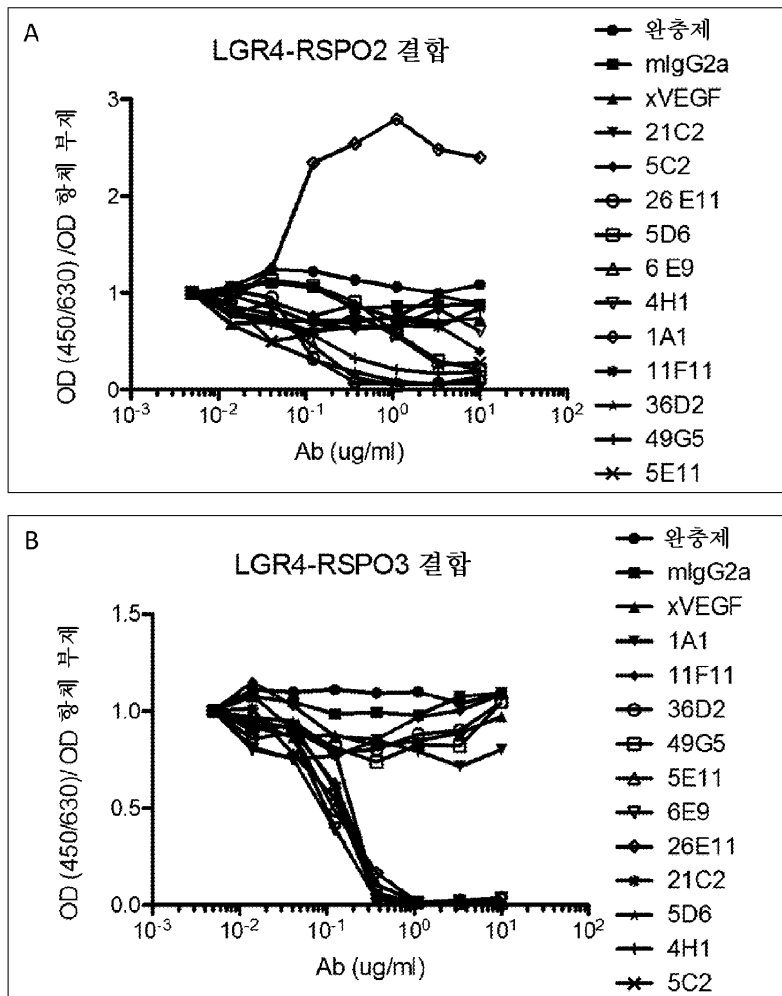 A
LGR4-RSPO2 결합
OD (450/630) /OD 항체 부재
3
2
1
0
10-3
10-2
10-1
100
101
102
Ab (ug/ml)
완충제
mIgG2a
xVEGF
21C2
5C2
26 E11
5D6
6 E9
4H1
1A1
11F11
36D2
49G5
5E11
B
LGR4-RSPO3 결합
OD (450/630)/ OD 항체 부재
1.5
1.0
0.5
0.0
10-3
10-2
10-1
100
101
102
Ab (ug/ml)
완충제
mIgG2a
xVEGF
1A1
11F11
36D2
49G5
5E11
6E9
26E11
21C2
5D6
4H1
5C2